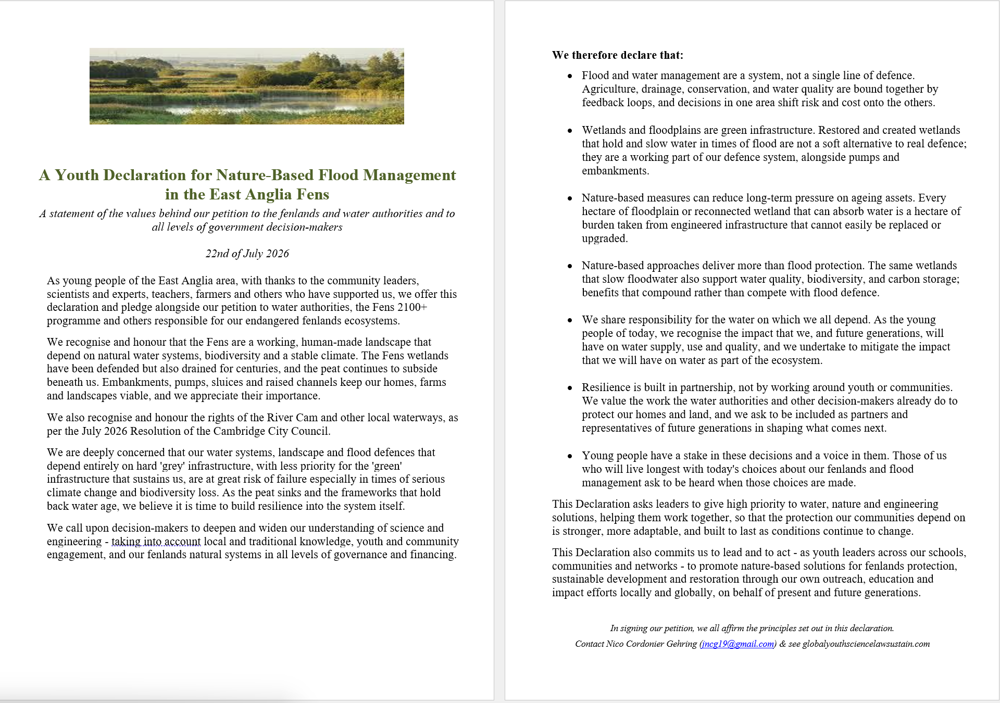 A Youth Declaration for Nature-Based Flood Management
in the East Anglia Fens
A statement of the values behind our petition to the fenlands and water authorities and to
all levels of government decision-makers
22nd of July 2026
As young people of the East Anglia area, with thanks to the community leaders,
scientists and experts, teachers, farmers and others who have supported us, we offer this
declaration and pledge alongside our petition to water authorities, the Fens 2100+
programme and others responsible for our endangered fenlands ecosystems.
We recognise and honour that the Fens are a working, human-made landscape that
depend on natural water systems, biodiversity and a stable climate. The Fens wetlands
have been defended but also drained for centuries, and the peat continues to subside
beneath us. Embankments, pumps, sluices and raised channels keep our homes, farms
and landscapes viable, and we appreciate their importance.
We also recognise and honour the rights of the River Cam and other local waterways, as
per the July 2026 Resolution of the Cambridge City Council.
We are deeply concerned that our water systems, landscape and flood defences that
depend entirely on hard 'grey' infrastructure, with less priority for the 'green'
infrastructure that sustains us, are at great risk of failure especially in times of serious
climate change and biodiversity loss. As the peat sinks and the frameworks that hold
back water age, we believe it is time to build resilience into the system itself.
We call upon decision-makers to deepen and widen our understanding of science and
engineering - taking into account local and traditional knowledge, youth and community
engagement, and our fenlands natural systems in all levels of governance and financing.
We therefore declare that:
• Flood and water management are a system, not a single line of defence.
Agriculture, drainage, conservation, and water quality are bound together by
feedback loops, and decisions in one area shift risk and cost onto the others.
• Wetlands and floodplains are green infrastructure. Restored and created wetlands
that hold and slow water in times of flood are not a soft alternative to real defence;
they are a working part of our defence system, alongside pumps and
embankments.
• Nature-based measures can reduce long-term pressure on ageing assets. Every
hectare of floodplain or reconnected wetland that can absorb water is a hectare of
burden taken from engineered infrastructure that cannot easily be replaced or
upgraded.
• Nature-based approaches deliver more than flood protection. The same wetlands
that slow floodwater also support water quality, biodiversity, and carbon storage;
benefits that compound rather than compete with flood defence.
• We share responsibility for the water on which we all depend. As the young
people of today, we recognise the impact that we, and future generations, will
have on water supply, use and quality, and we undertake to mitigate the impact
that we will have on water as part of the ecosystem.
• Resilience is built in partnership, not by working around youth or communities.
We value the work the water authorities and other decision-makers already do to
protect our homes and land, and we ask to be included as partners and
representatives of future generations in shaping what comes next.
• Young people have a stake in these decisions and a voice in them. Those of us
who will live longest with today's choices about our fenlands and flood
management ask to be heard when those choices are made.
This Declaration asks leaders to give high priority to water, nature and engineering
solutions, helping them work together, so that the protection our communities depend on
is stronger, more adaptable, and built to last as conditions continue to change.
This Declaration also commits us to lead and to act - as youth leaders across our schools,
communities and networks - to promote nature-based solutions for fenlands protection,
sustainable development and restoration through our own outreach, education and
impact efforts locally and globally, on behalf of present and future generations.
In signing our petition, we all affirm the principles set out in this declaration.
Contact Nico Cordonier Gehring (jncg19@gmail.com) & see globalyouthsciencelawsustain.com